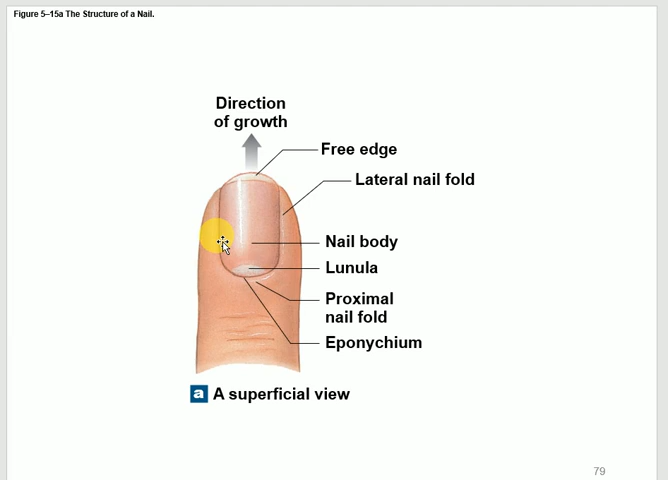 Figure 5–15a The Structure of a Nail.
Direction
of growth
Free edge
Lateral nail fold
Nail body
Lunula
Proximal
nail fold
Eponychium
a A superficial view
79